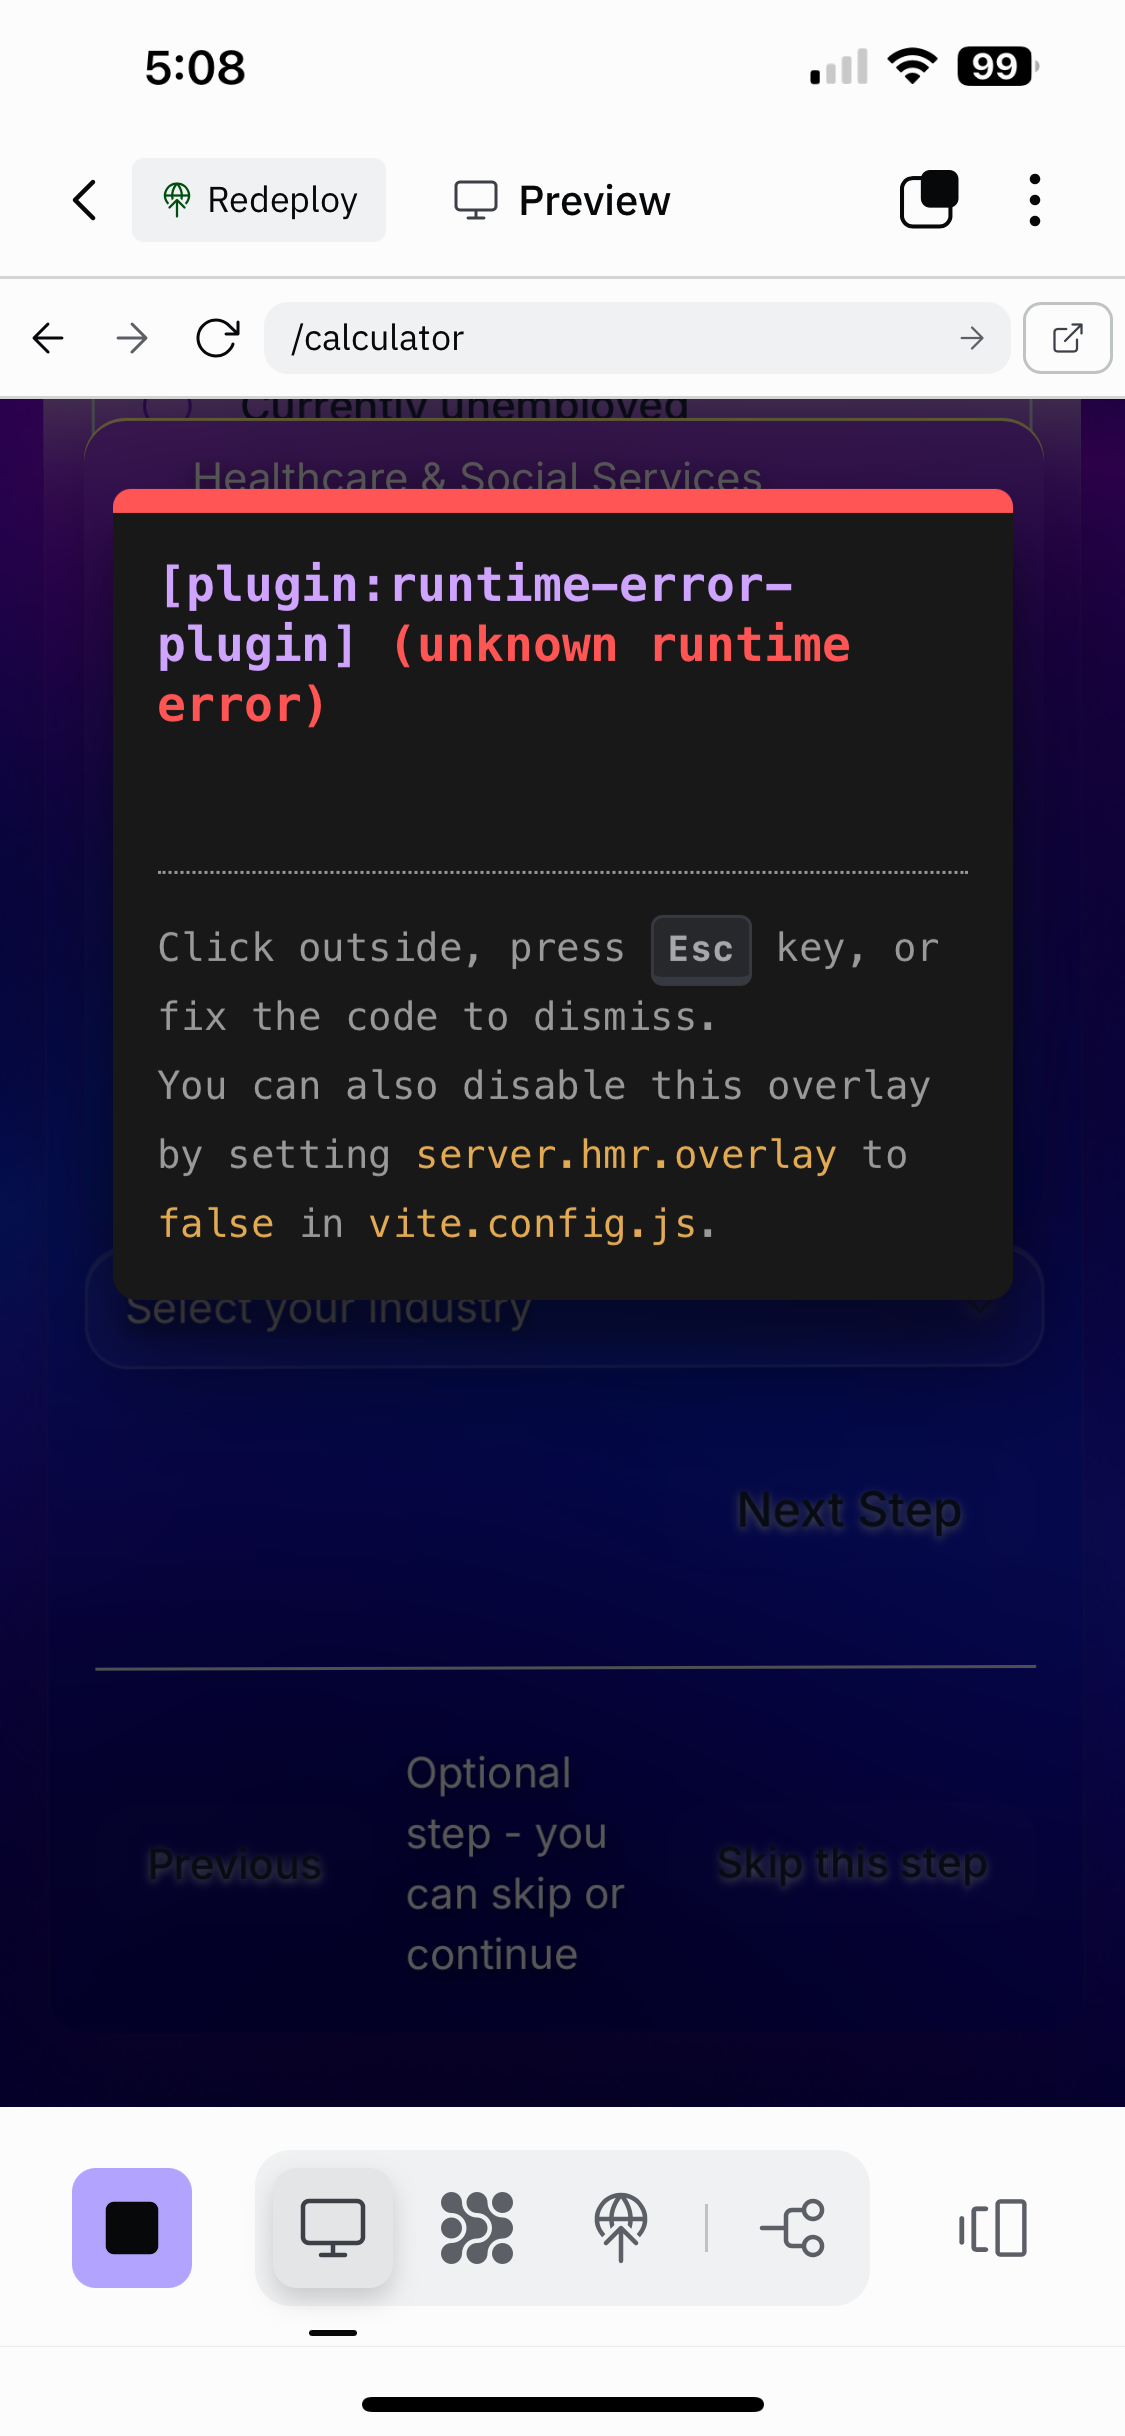 5:08
99
Redeploy
Preview
/calculator
Currently unemployed
Healthcare & Social Services
[plugin:runtime-error-
plugin] (unknown runtime
error)
Click outside, press Esc key, or
fix the code to dismiss.
You can also disable this overlay
by setting server.hmr.overlay to
false in vite.config.js.
Select your industry
Next Step
Optional
step - you
can skip or
continue
Previous
Skip this step